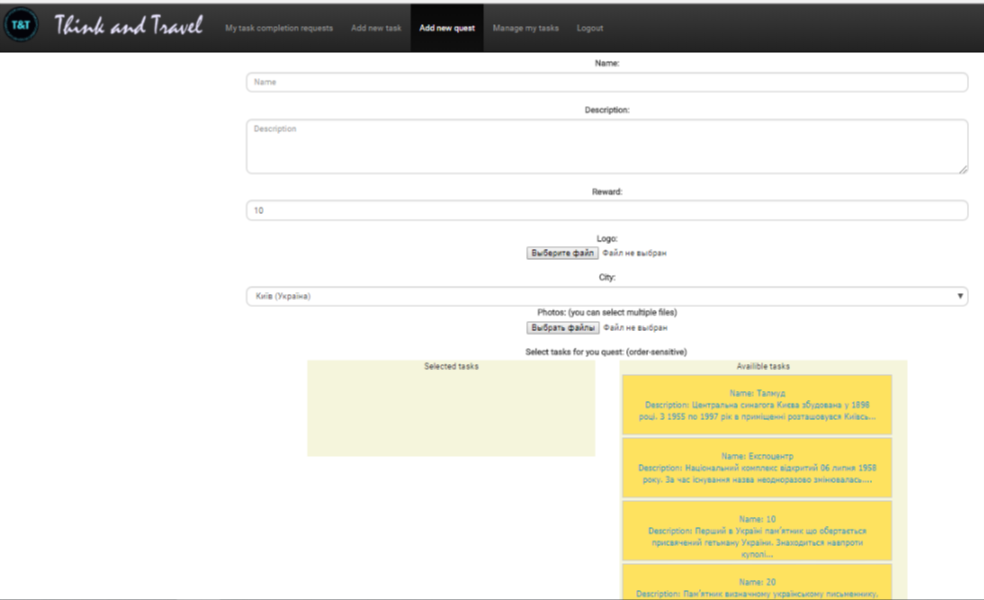 T&T
Think and Travel
My task completion requests
Add new task
Add new quest
Manage my tasks
Logout
Name:
Name
Description:
Description
Reward:
10
Logo:
Выберите файл Файл не выбран
City:
Київ (Україна)
Photos: (you can select multiple files)
Выбрать файлы Файл не выбран
Select tasks for you quest: (order-sensitive)
Selected tasks
Availible tasks
Name: Талмуд
Description: Центральна синагога Києва збудована у 1898
році. З 1955 по 1997 рік в приміщенні розташовувся Київсь...
Name: Експоцентр
Description: Національний комплекс відкритий 06 липня 1958
року. За час існування назва неодноразово змінювалась....
Name: 10
Description: Перший в Україні пам'ятник що обертається
присвячений гетьману України. Знаходиться навпроти
куполі...
Name: 20
Description: Пам'ятник визначному українському письменнику,